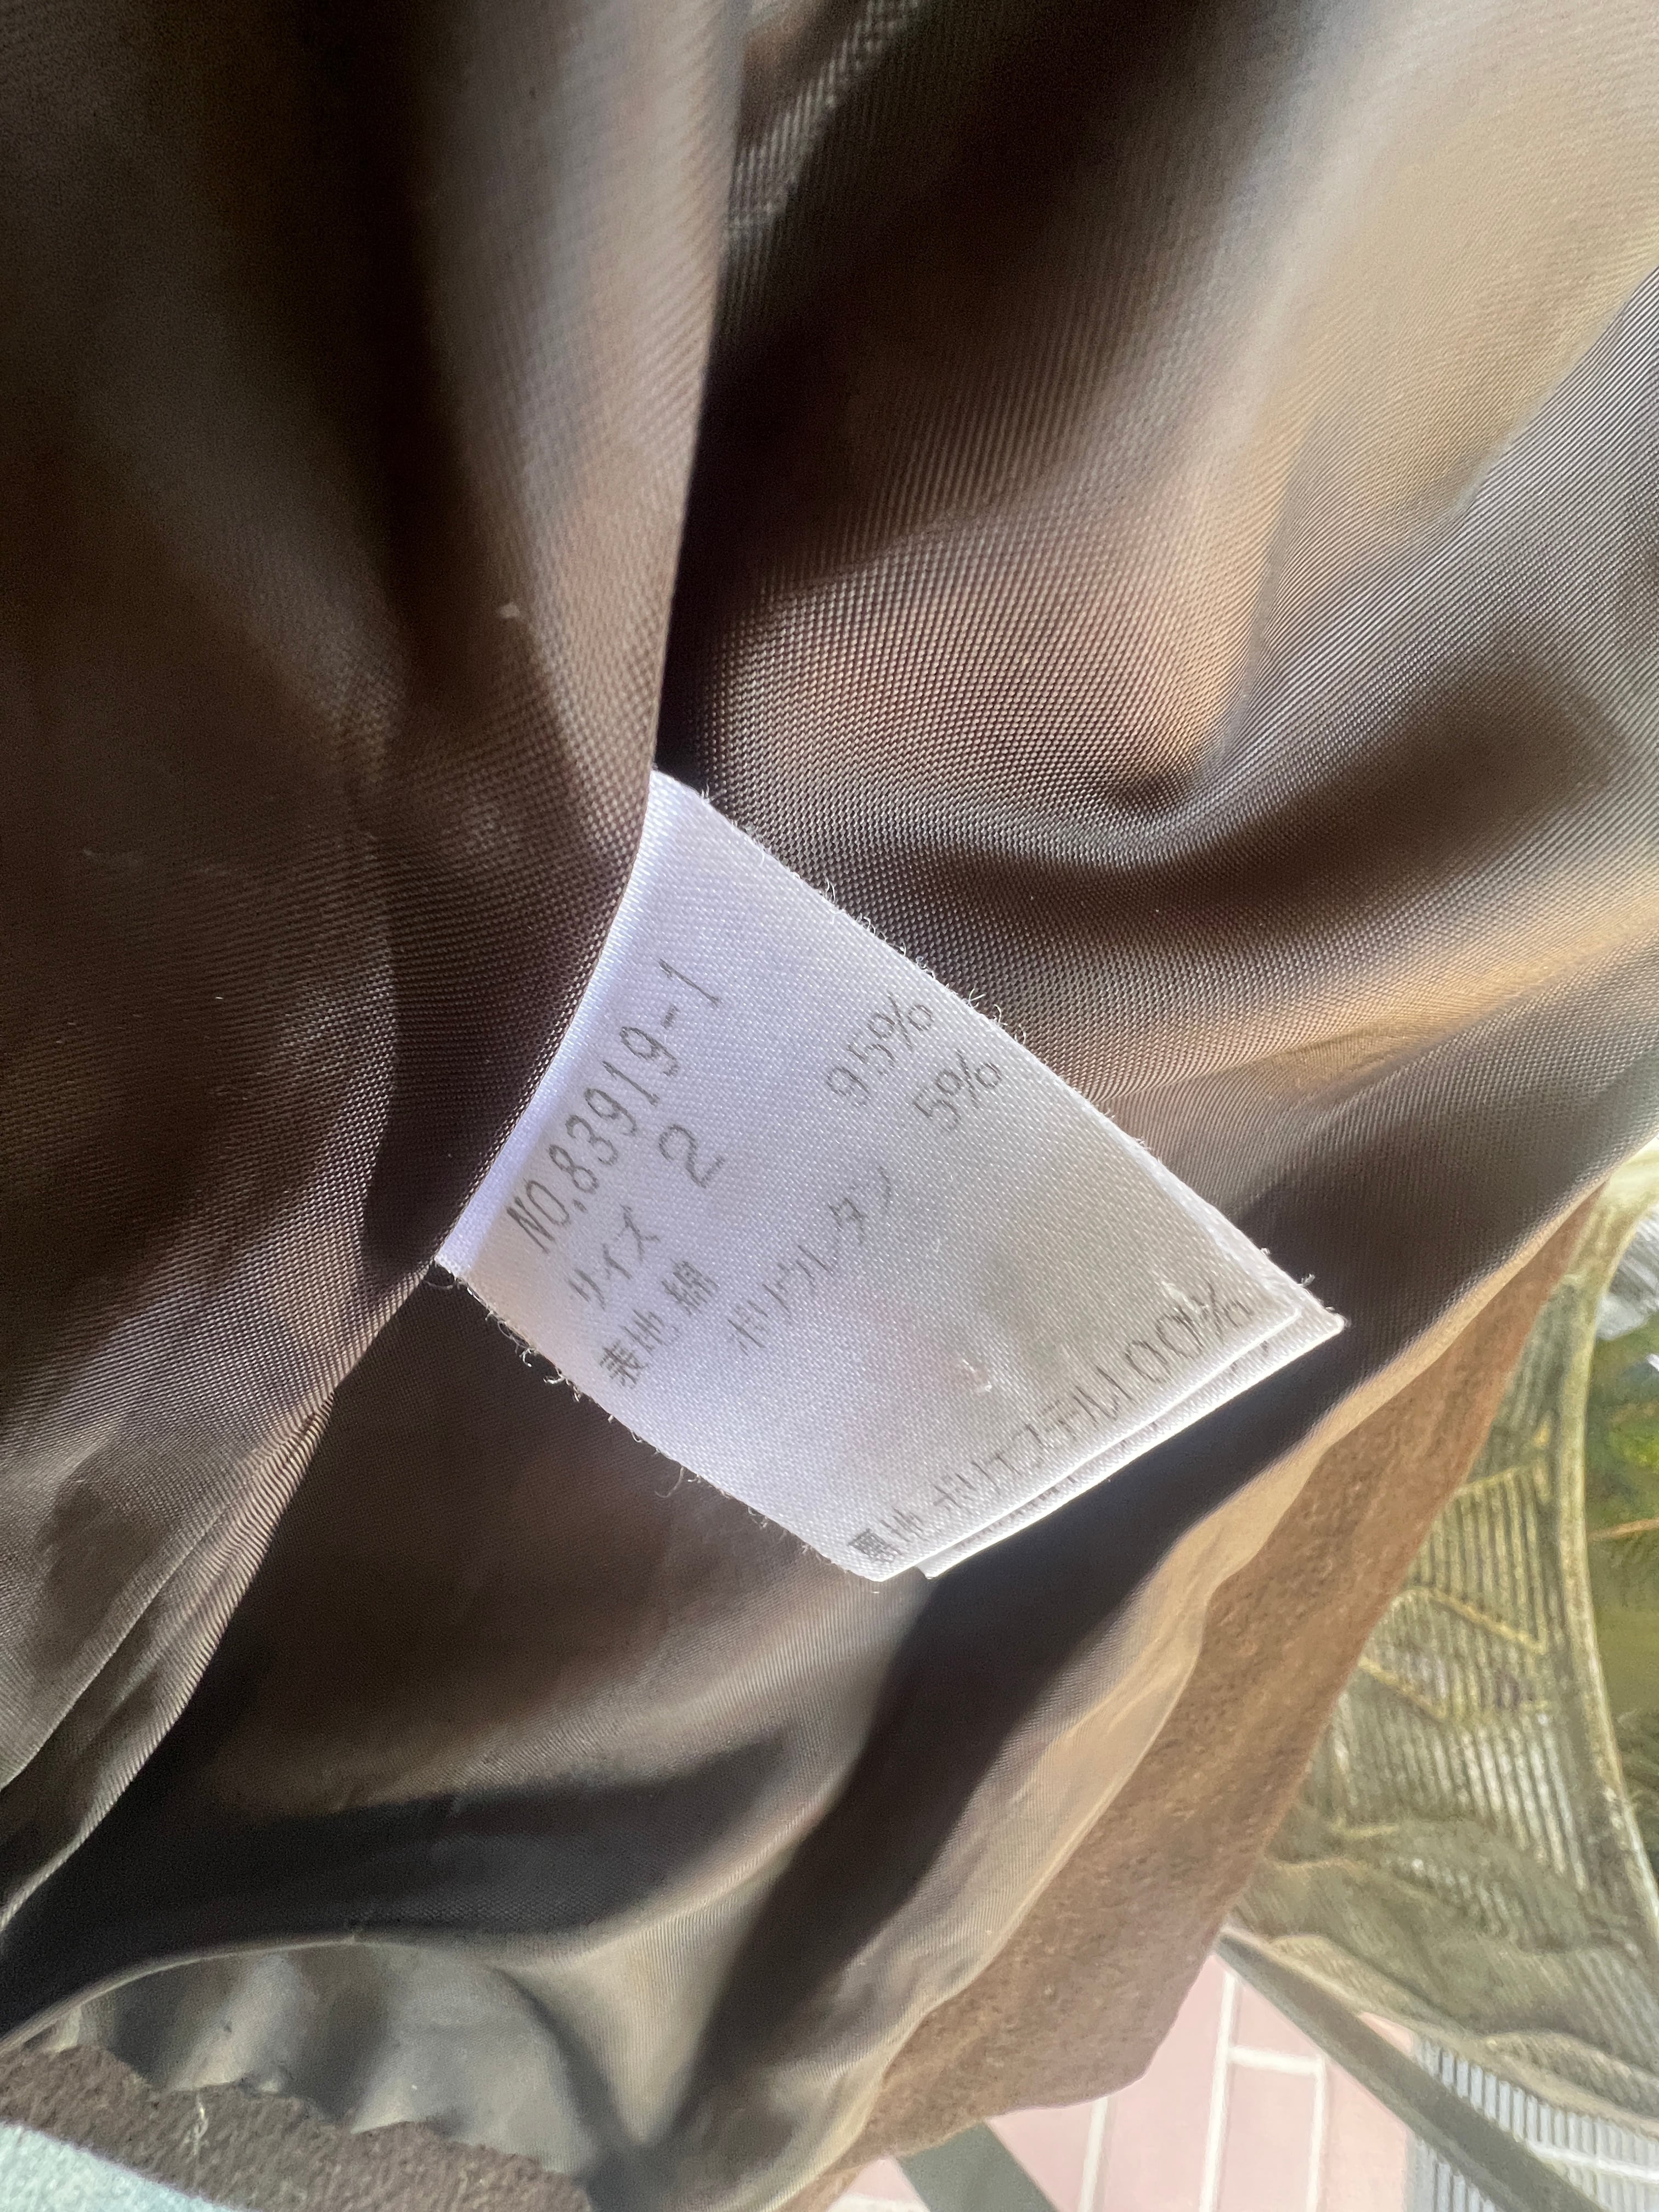 NO.83919-1
サイズ 2
表地 綿 95%
ポリウレタン 5%
裏地 ポリエステル100%